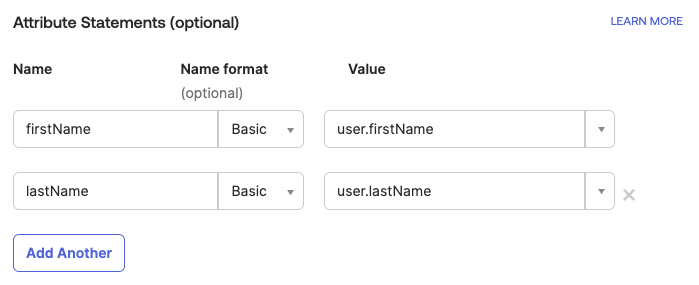 Attribute Statements (optional) LEARN MORE
Name Name format Value
(optional)
firstName Basic user.firstName
lastName Basic user.lastName
Add Another